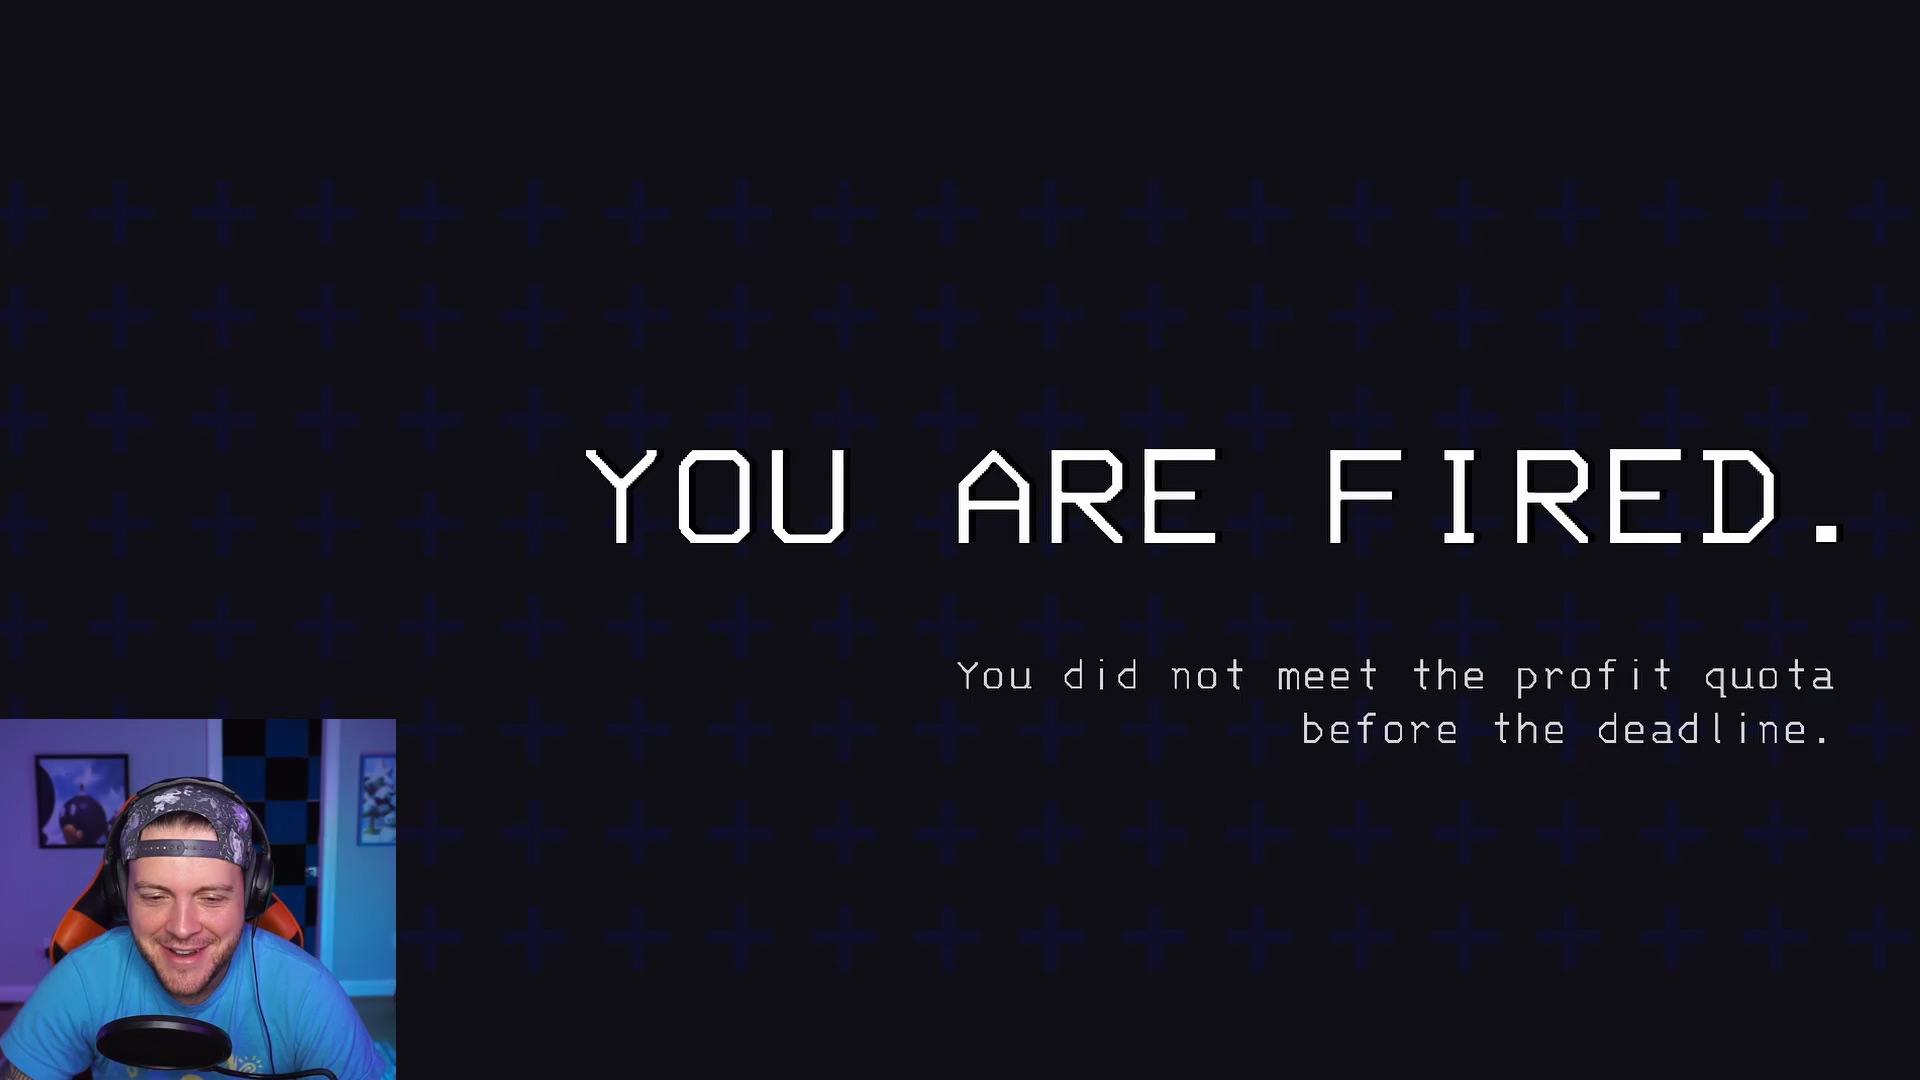 YOU ARE FIRED.
You did not meet the profit quota
before the deadline.